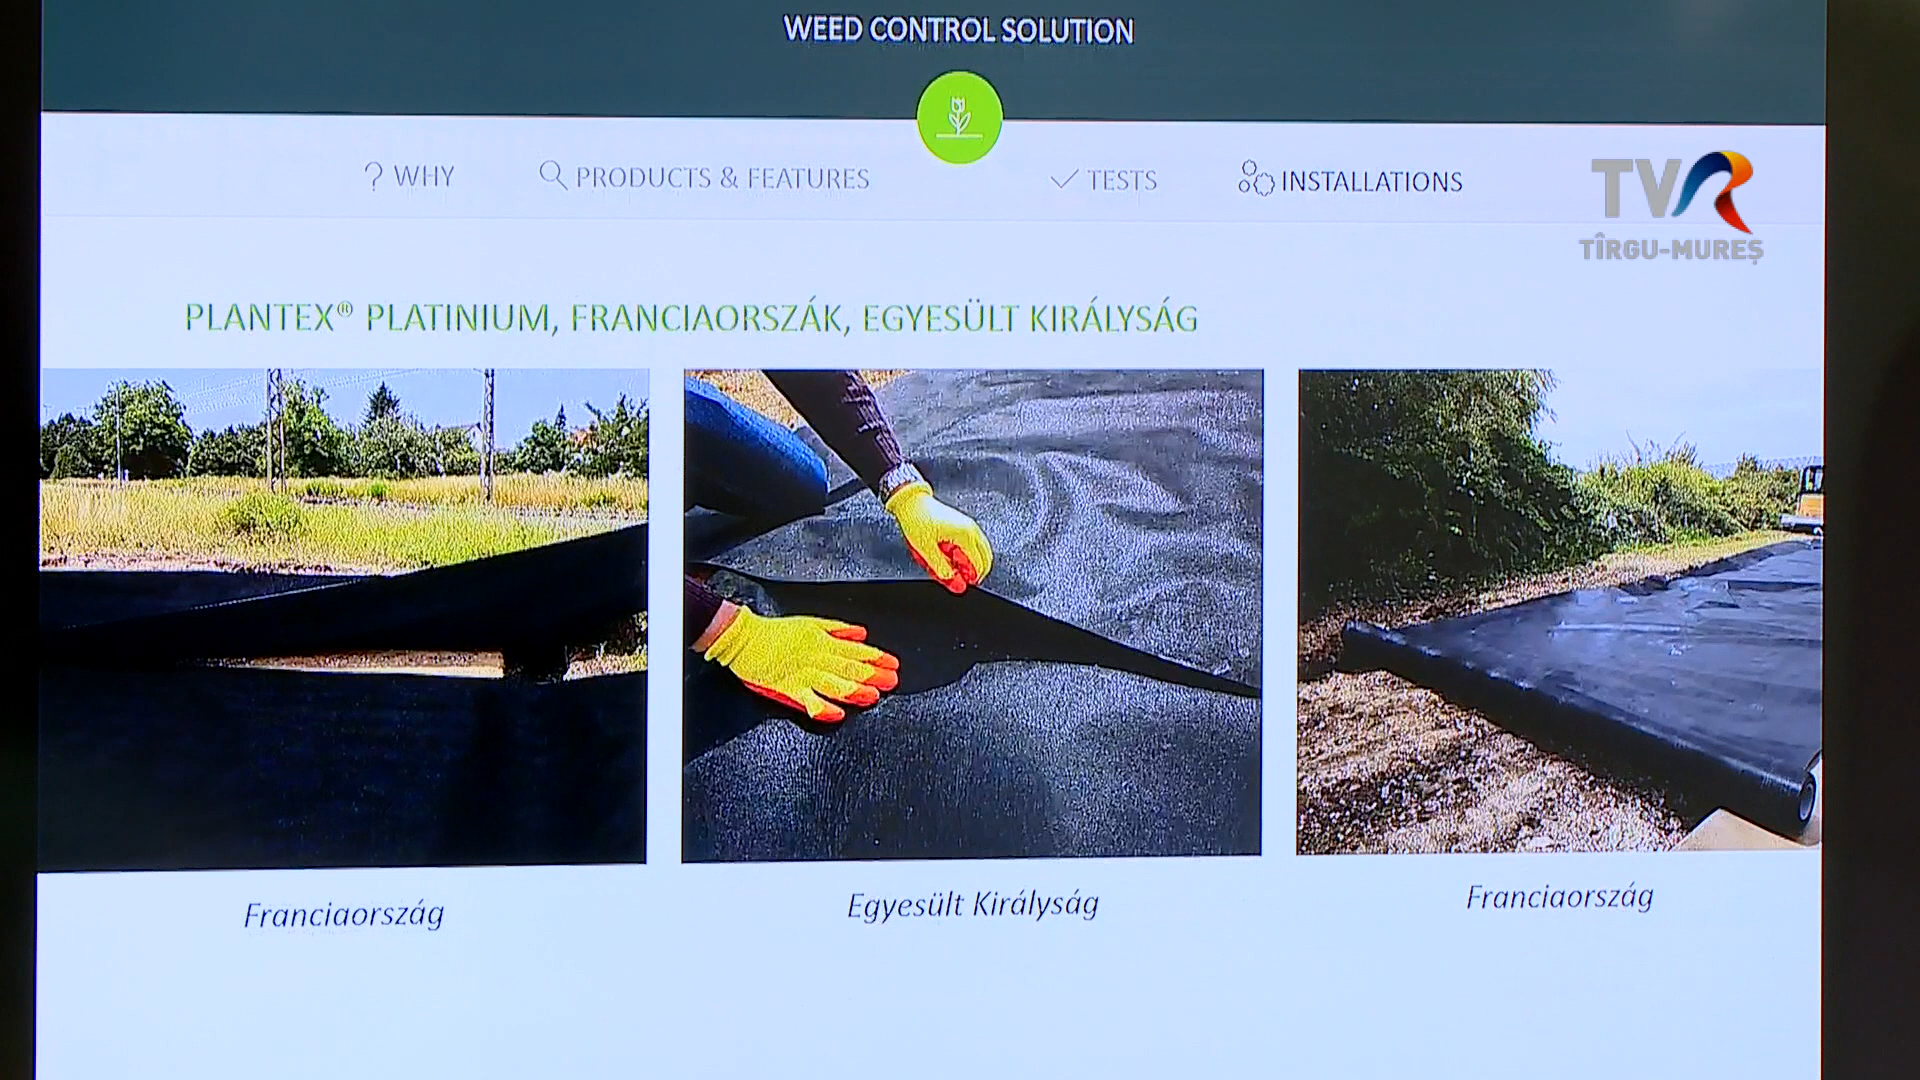 WEED CONTROL SOLUTION
? WHY
PRODUCTS & FEATURES
TESTS
INSTALLATIONS
TVR
TÎRGU-MUREȘ
PLANTEX® PLATINIUM, FRANCIAORSZÁK, EGYESÜLT KIRÁLYSÁG
Franciaország
Egyesült Királyság
Franciaország